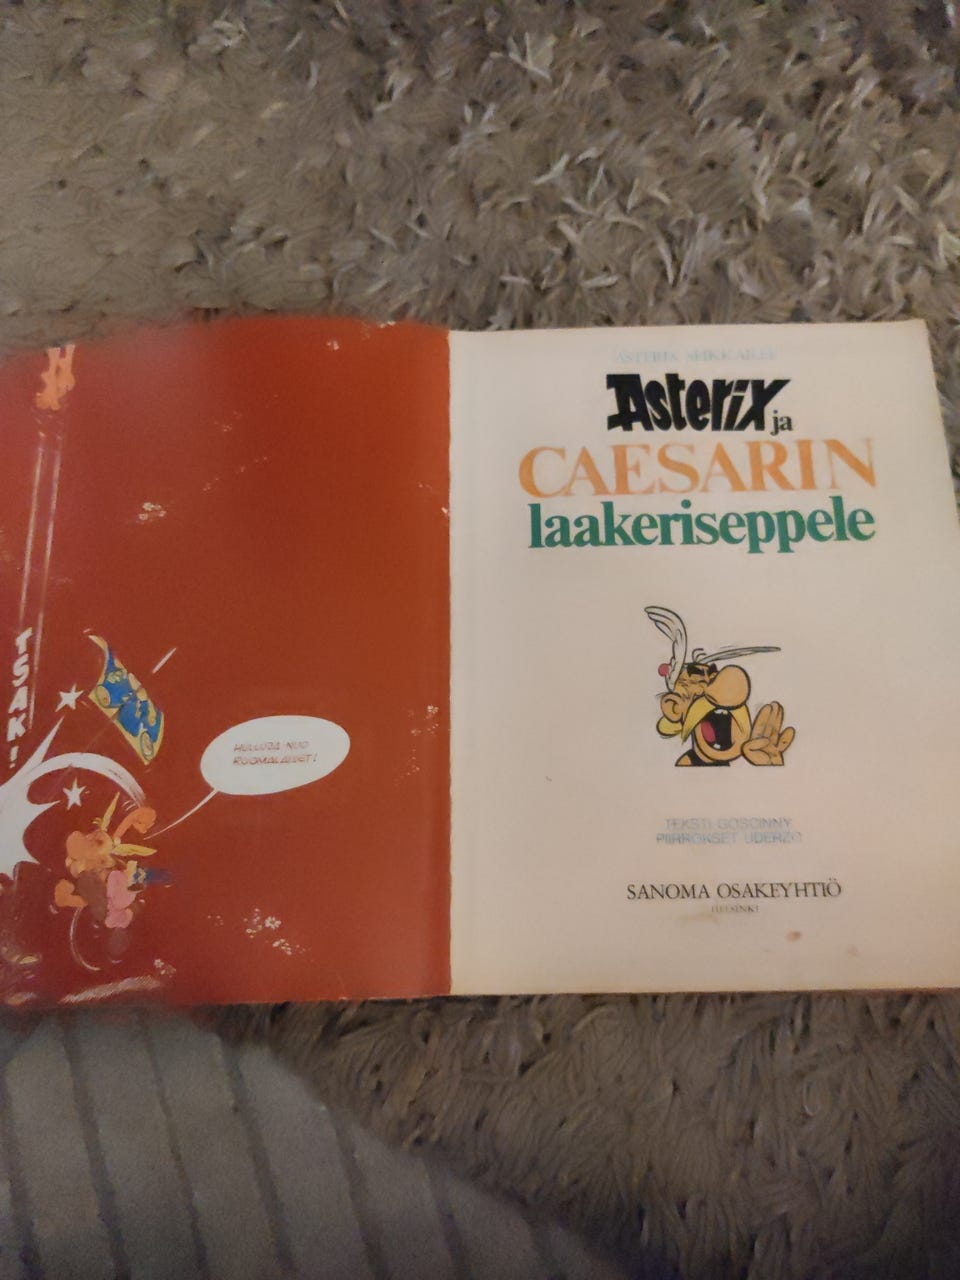 TSAK!
HULLUJA NUO
ROOMALAISET!
ASTERIX SEIKKAILEE
Asterix ja
CAESARIN
laakeriseppele
TEKSTI GOSCINNY
PIIRROKSET UDERZO
SANOMA OSAKEYHTIÖ
HELSINKI